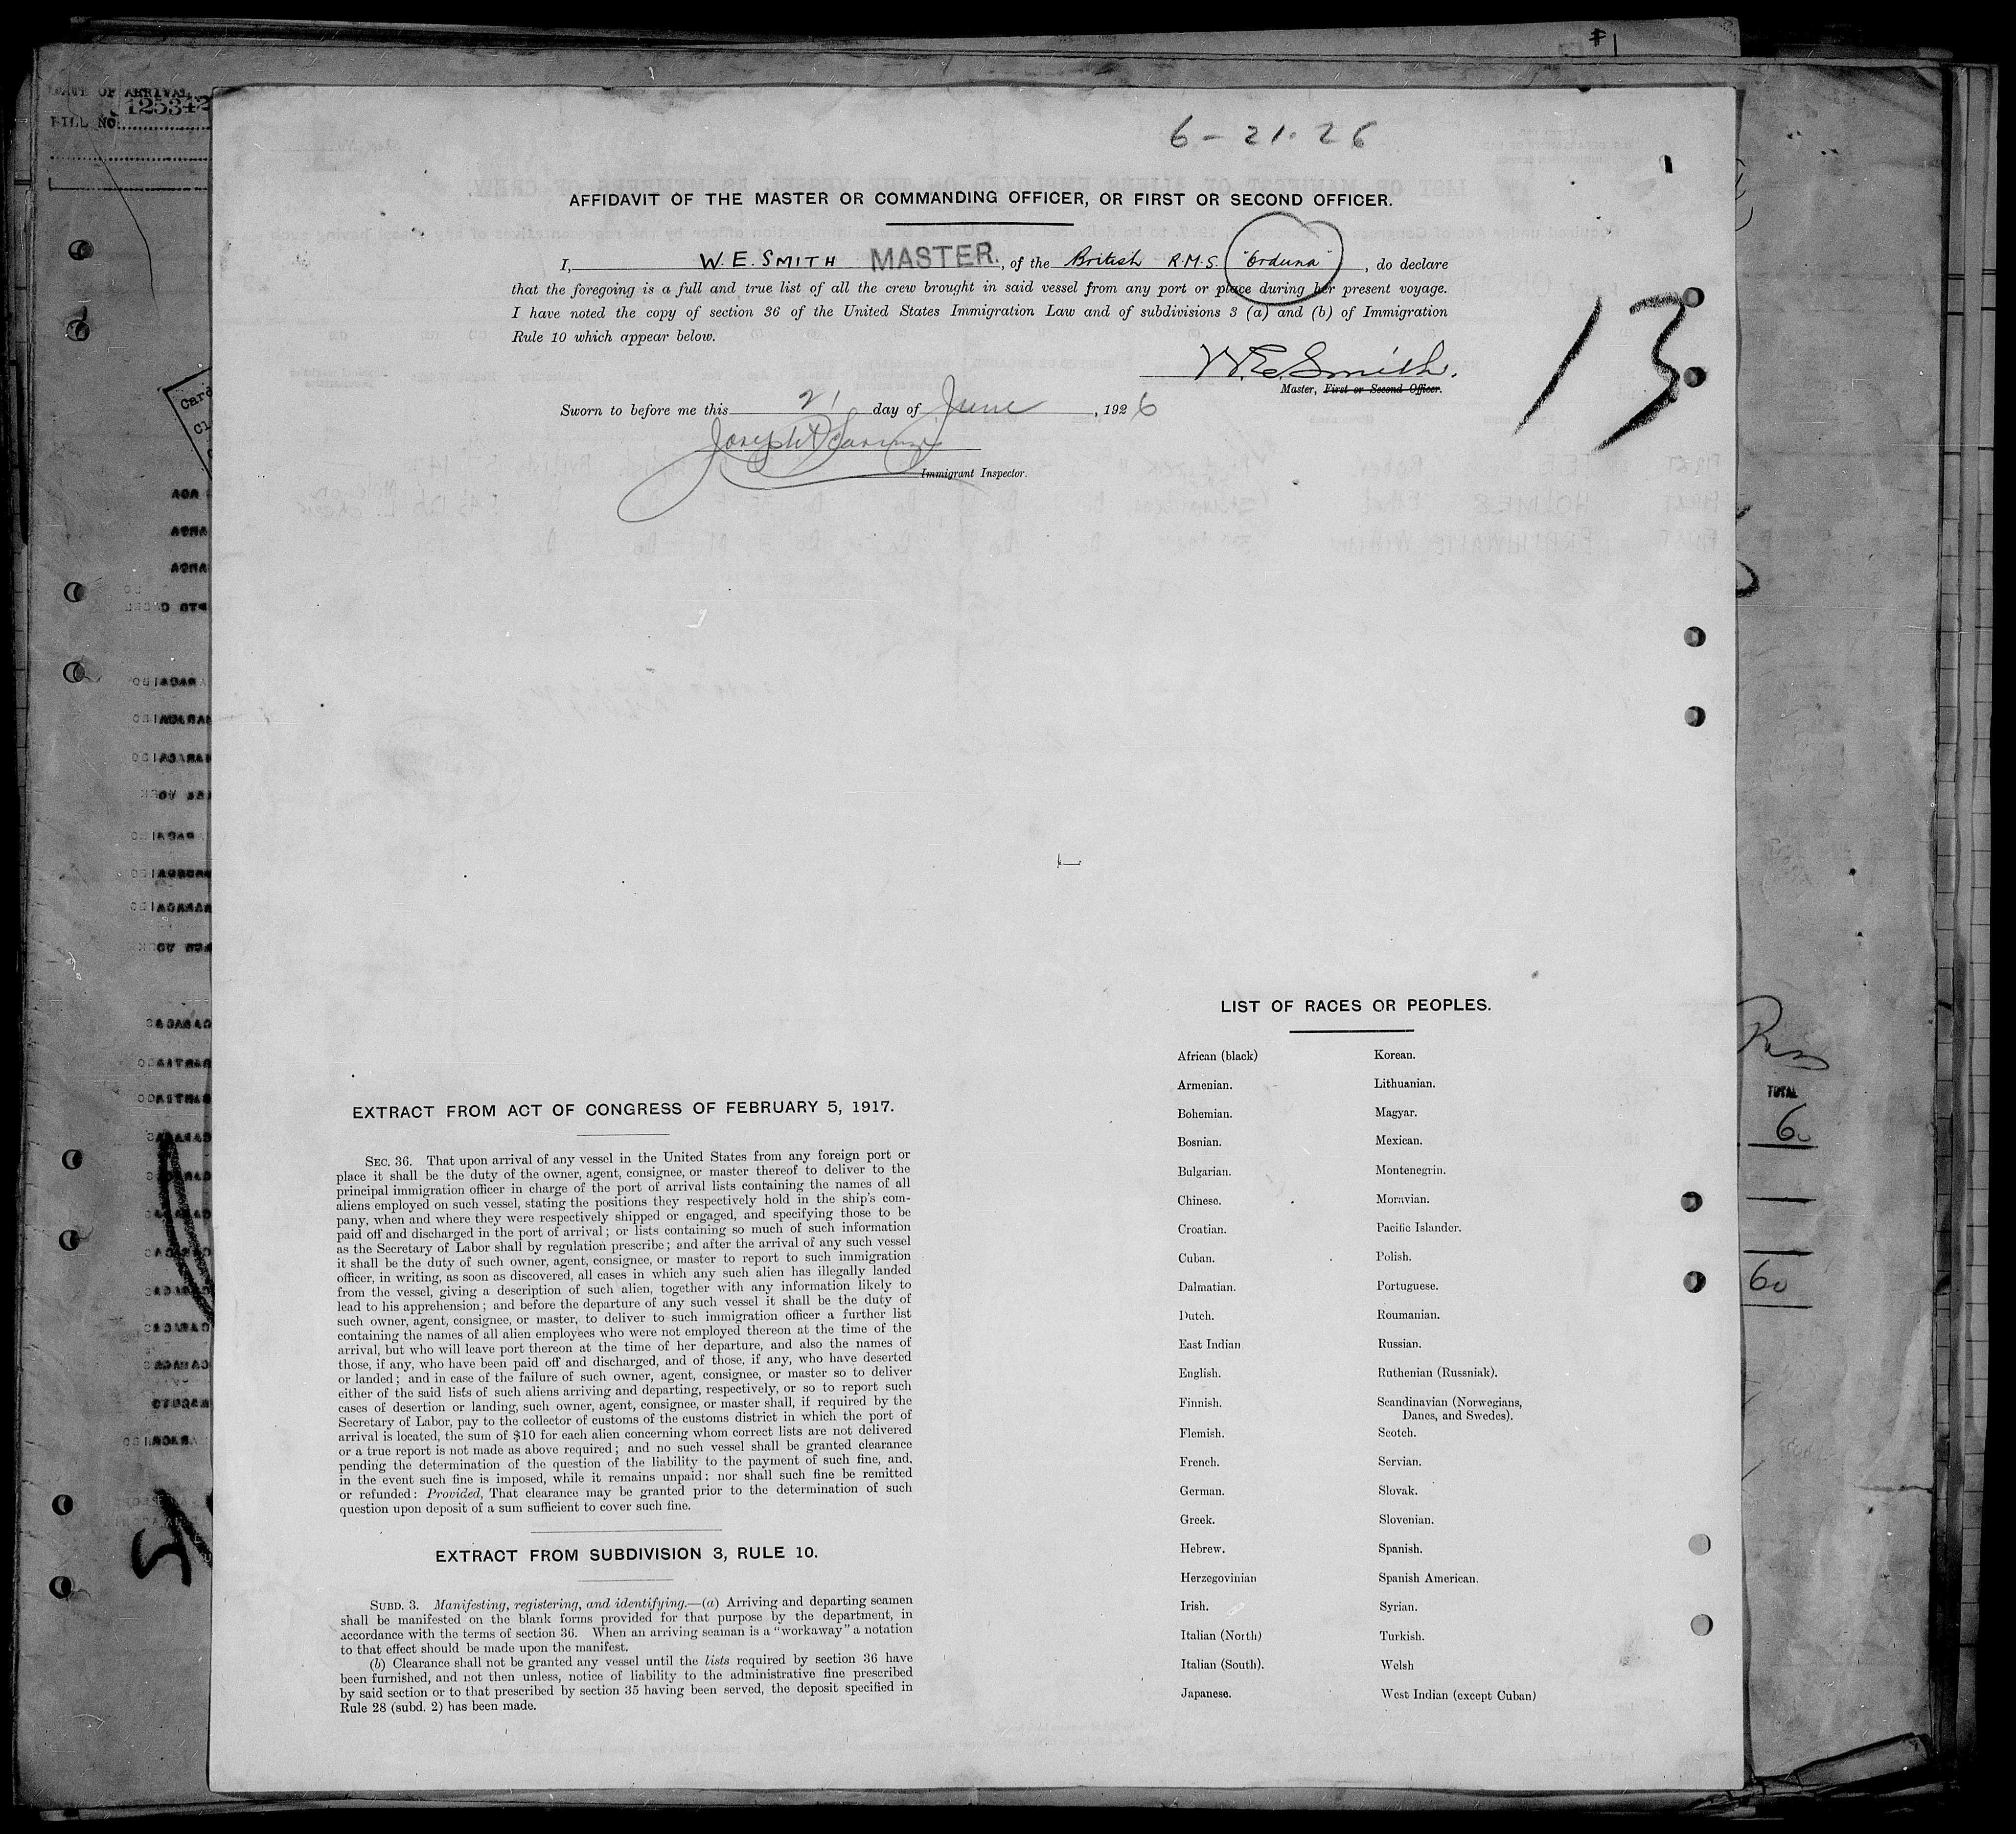 #1
DATE OF ARRIVAL
125342
BILL NO.
6-21-26
AFFIDAVIT OF THE MASTER OR COMMANDING OFFICER, OR FIRST OR SECOND OFFICER.
I, W. E. SMITH MASTER., of the British R.M.S. "Orduna", do declare
that the foregoing is a full and true list of all the crew brought in said vessel from any port or place during her present voyage.
I have noted the copy of section 36 of the United States Immigration Law and of subdivisions 3 (a) and (b) of Immigration
Rule 10 which appear below.
13
W. E. Smith.
Master, First or Second Officer.
Sworn to before me this 21 day of June, 1926
Joseph
Immigrant Inspector.
LIST OF RACES OR PEOPLES.
African (black) Korean.
Armenian. Lithuanian.
Bohemian. Magyar.
Bosnian. Mexican.
Bulgarian. Montenegrin.
Chinese. Moravian.
Croatian. Pacific Islander.
Cuban. Polish.
Dalmatian. Portuguese.
Dutch. Roumanian.
East Indian Russian.
English. Ruthenian (Russniak).
Finnish. Scandinavian (Norwegians,
Danes, and Swedes).
Flemish. Scotch.
French. Servian.
German. Slovak.
Greek. Slovenian.
Hebrew. Spanish.
Herzegovinian Spanish American.
Irish. Syrian.
Italian (North) Turkish.
Italian (South). Welsh
Japanese. West Indian (except Cuban)
EXTRACT FROM ACT OF CONGRESS OF FEBRUARY 5, 1917.
SEC. 36. That upon arrival of any vessel in the United States from any foreign port or
place it shall be the duty of the owner, agent, consignee, or master thereof to deliver to the
principal immigration officer in charge of the port of arrival lists containing the names of all
aliens employed on such vessel, stating the positions they respectively hold in the ship's com-
pany, when and where they were respectively shipped or engaged, and specifying those to be
paid off and discharged in the port of arrival; or lists containing so much of such information
as the Secretary of Labor shall by regulation prescribe; and after the arrival of any such vessel
it shall be the duty of such owner, agent, consignee, or master to report to such immigration
officer, in writing, as soon as discovered, all cases in which any such alien has illegally landed
from the vessel, giving a description of such alien, together with any information likely to
lead to his apprehension; and before the departure of any such vessel it shall be the duty of
such owner, agent, consignee, or master, to deliver to such immigration officer a further list
containing the names of all alien employees who were not employed thereon at the time of the
arrival, but who will leave port thereon at the time of her departure, and also the names of
those, if any, who have been paid off and discharged, and of those, if any, who have deserted
or landed; and in case of the failure of such owner, agent, consignee, or master so to deliver
either of the said lists of such aliens arriving and departing, respectively, or so to report such
cases of desertion or landing, such owner, agent, consignee, or master shall, if required by the
Secretary of Labor, pay to the collector of customs of the customs district in which the port of
arrival is located, the sum of $10 for each alien concerning whom correct lists are not delivered
or a true report is not made as above required; and no such vessel shall be granted clearance
pending the determination of the question of the liability to the payment of such fine, and,
in the event such fine is imposed, while it remains unpaid; nor shall such fine be remitted
or refunded: Provided, That clearance may be granted prior to the determination of such
question upon deposit of a sum sufficient to cover such fine.
EXTRACT FROM SUBDIVISION 3, RULE 10.
SUBD. 3. Manifesting, registering, and identifying.—(a) Arriving and departing seamen
shall be manifested on the blank forms provided for that purpose by the department, in
accordance with the terms of section 36. When an arriving seaman is a "workaway" a notation
to that effect should be made upon the manifest.
(b) Clearance shall not be granted any vessel until the lists required by section 36 have
been furnished, and not then unless, notice of liability to the administrative fine prescribed
by said section or to that prescribed by section 35 having been served, the deposit specified in
Rule 28 (subd. 2) has been made.
TOTAL
60
60